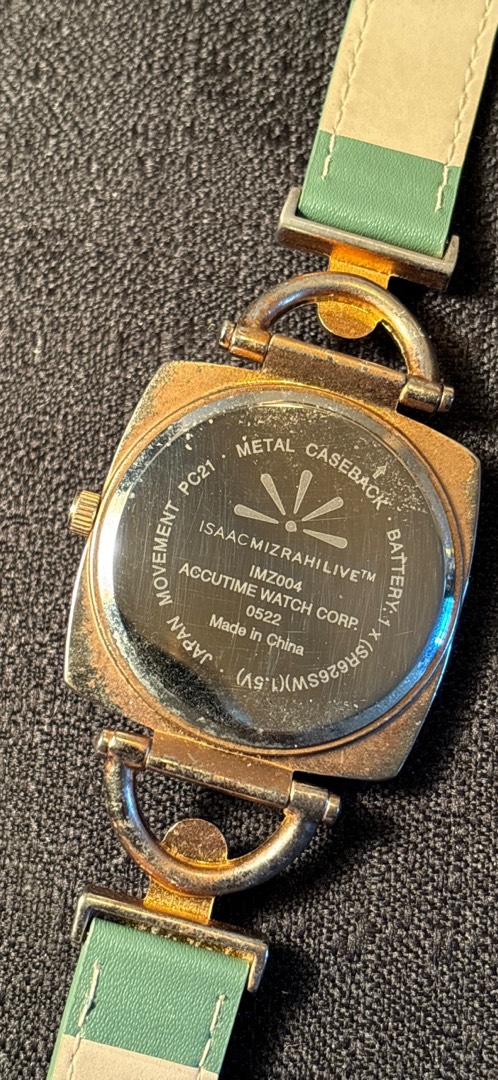 METAL CASEBACK · BATTERY: 1 x (SR626SW)(1.5V) · JAPAN MOVEMENT PC21 ·
ISAACMIZRAHILIVE™
IMZ004
ACCUTIME WATCH CORP.
0522
Made in China